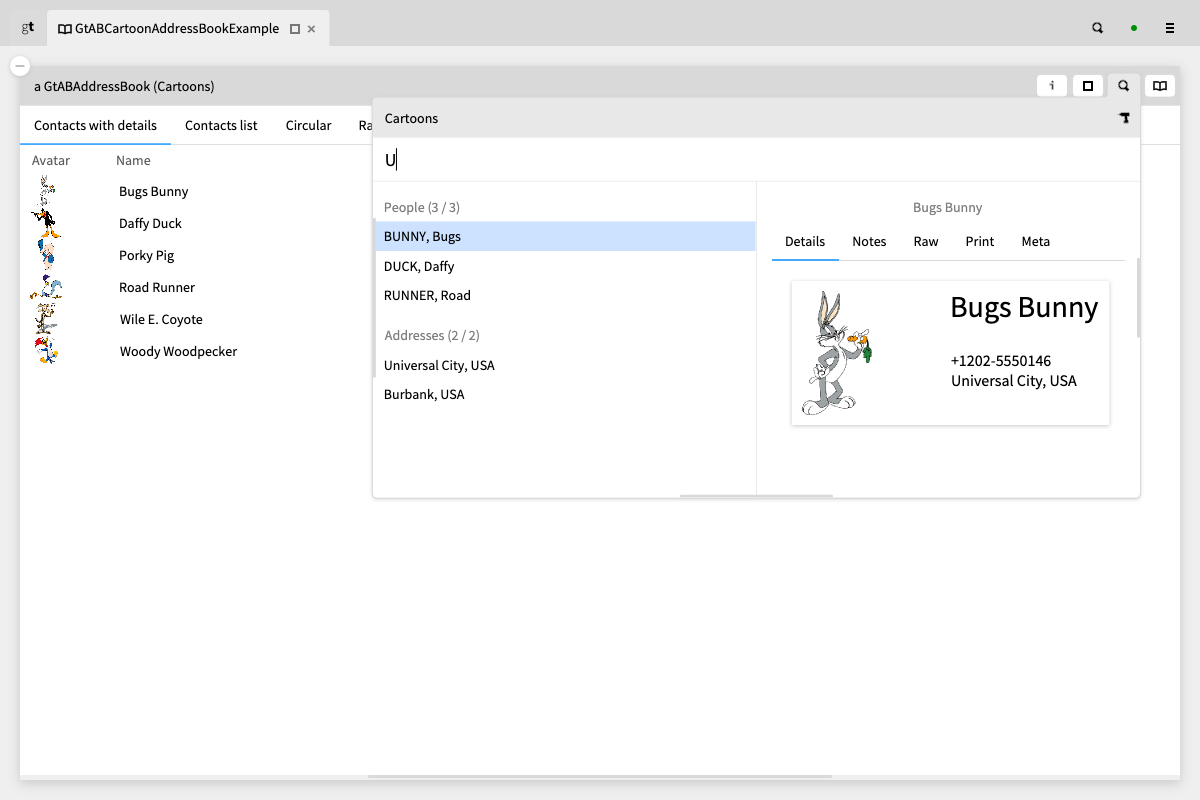 gt GtABCartoonAddressBookExample
a GtABAddressBook (Cartoons)
Contacts with details Contacts list Circular Ra
Avatar Name
Bugs Bunny
Daffy Duck
Porky Pig
Road Runner
Wile E. Coyote
Woody Woodpecker
Cartoons
U
People (3 / 3)
BUNNY, Bugs
DUCK, Daffy
RUNNER, Road
Addresses (2 / 2)
Universal City, USA
Burbank, USA
Bugs Bunny
Details Notes Raw Print Meta
Bugs Bunny
+1202-5550146
Universal City, USA